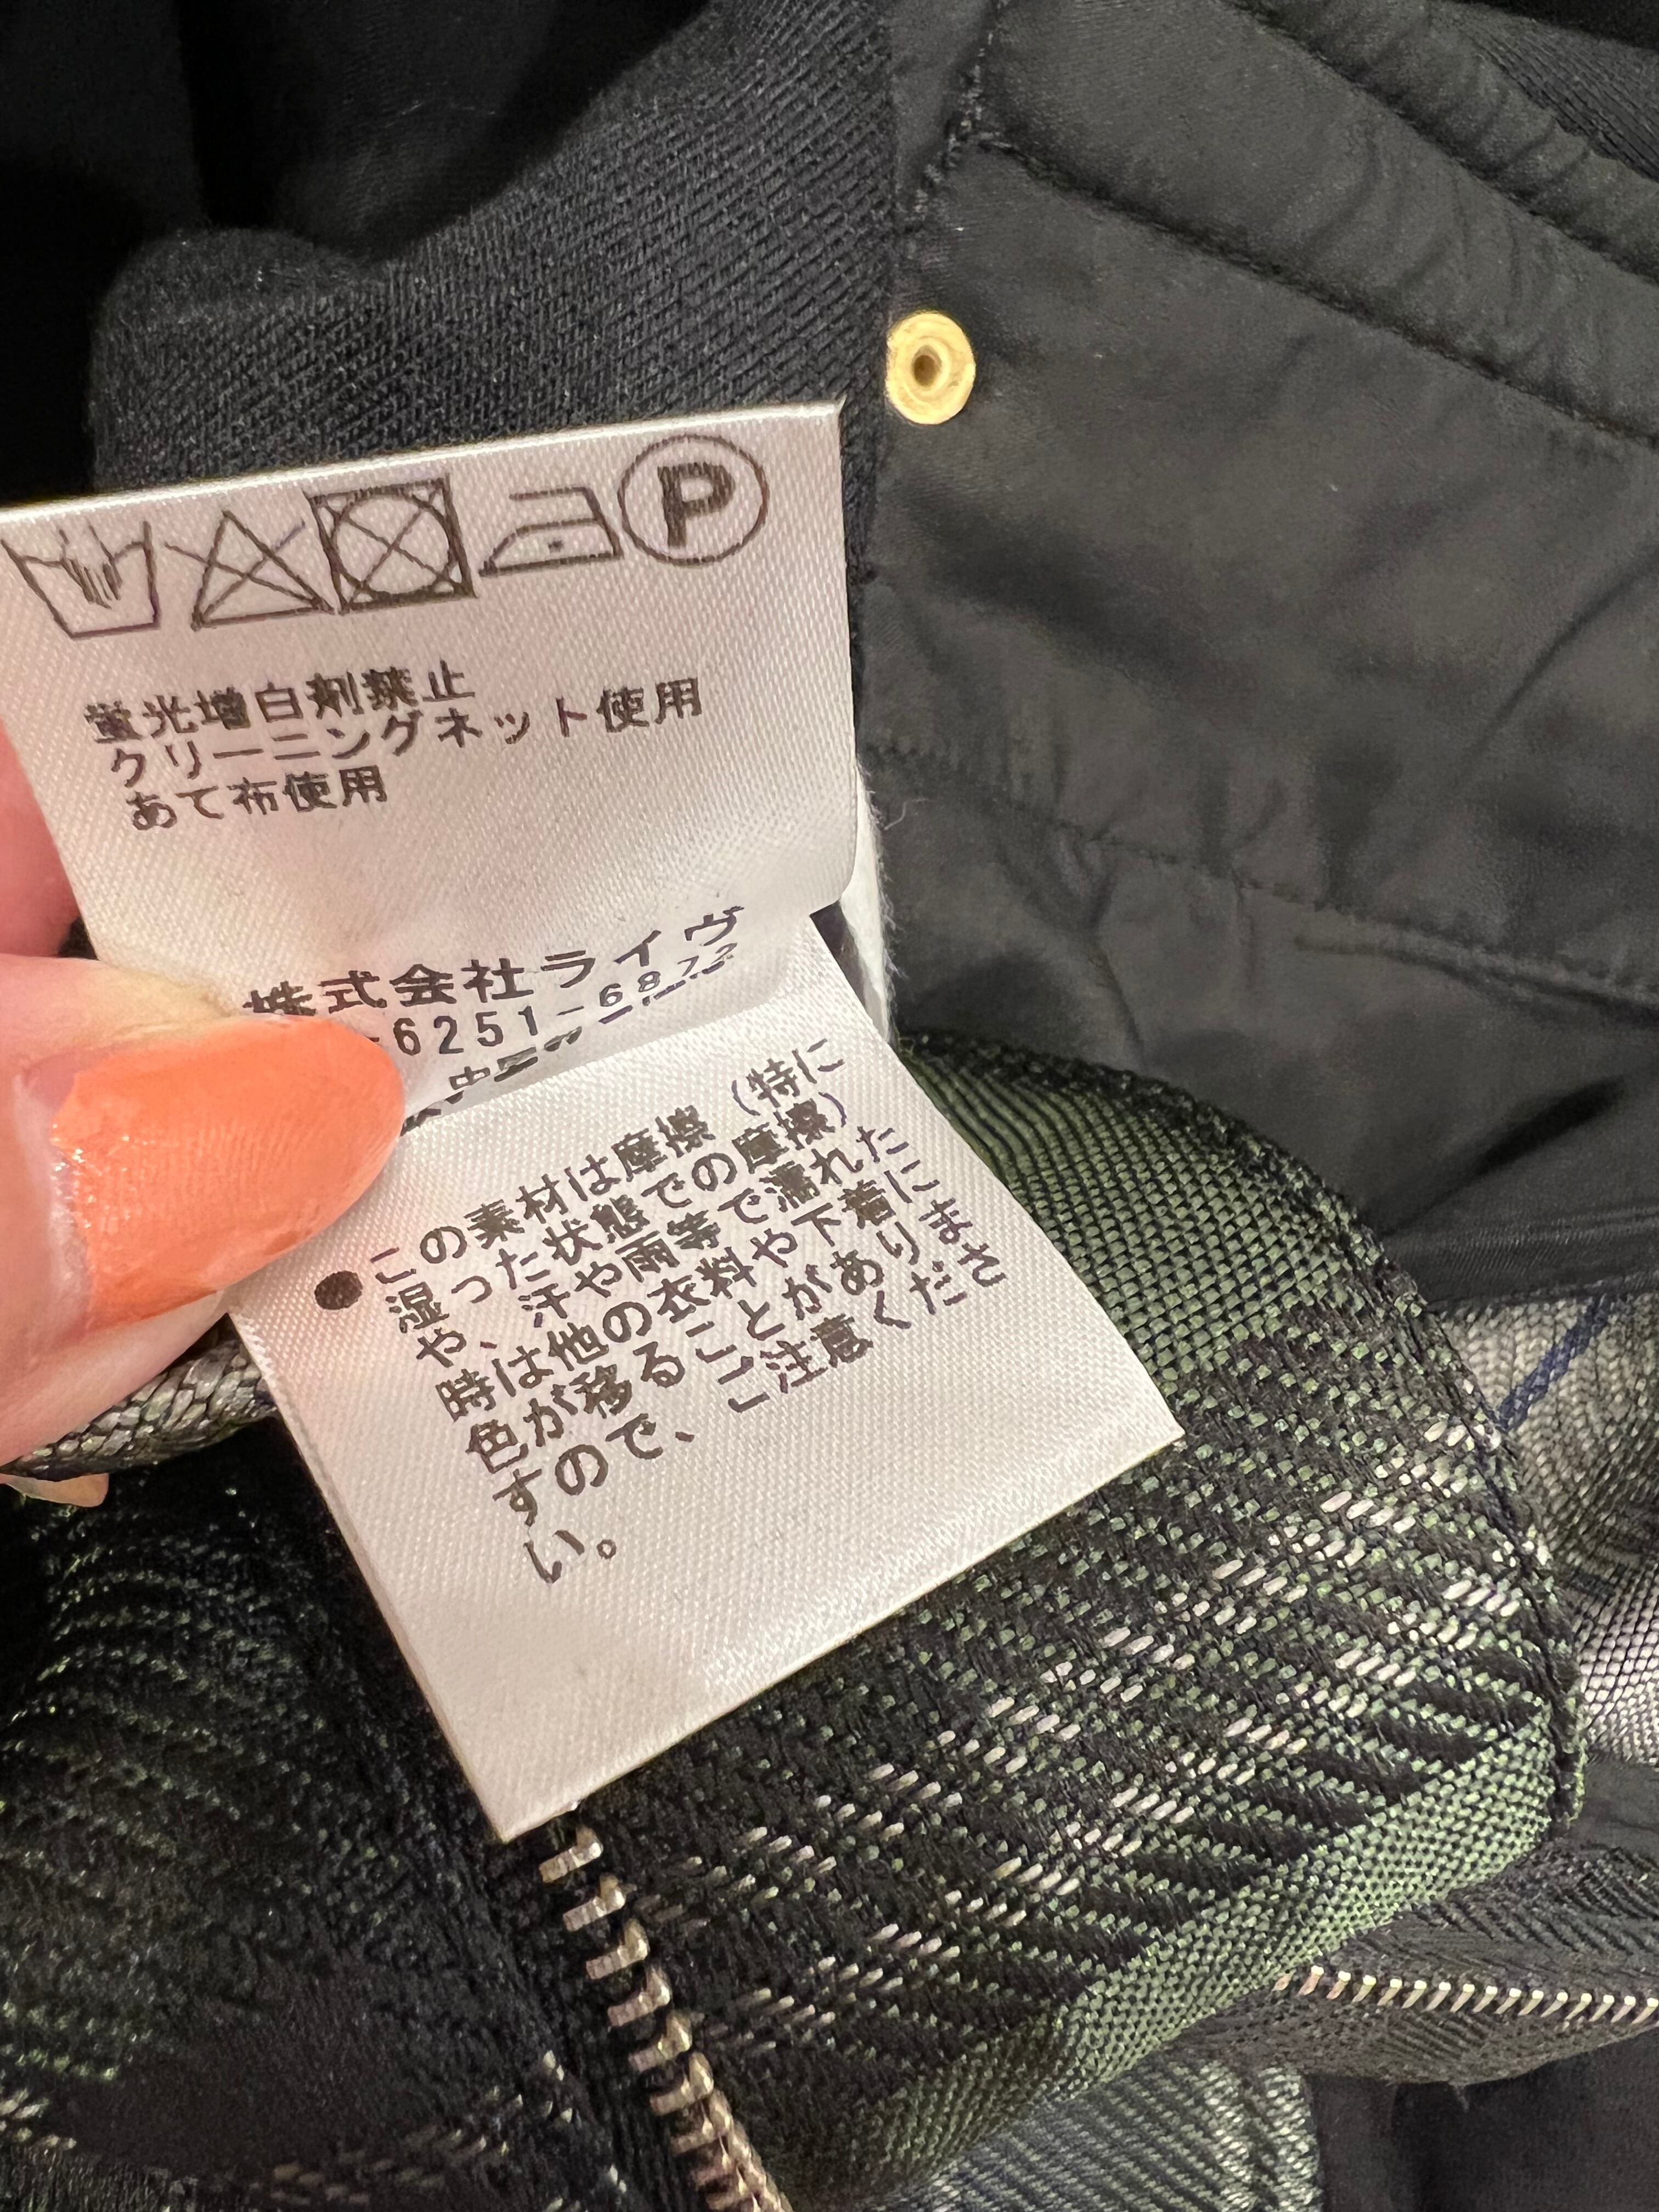 P
蛍光増白剤禁止
クリーニングネット使用
あて布使用
株式会社ライヴ
6251-6872
中区
●この素材は摩擦(特に
湿った状態での摩擦)
や、汗や雨等で濡れた
時は他の衣料や下着に
色が移ることがありま
すので、ご注意くださ
い。